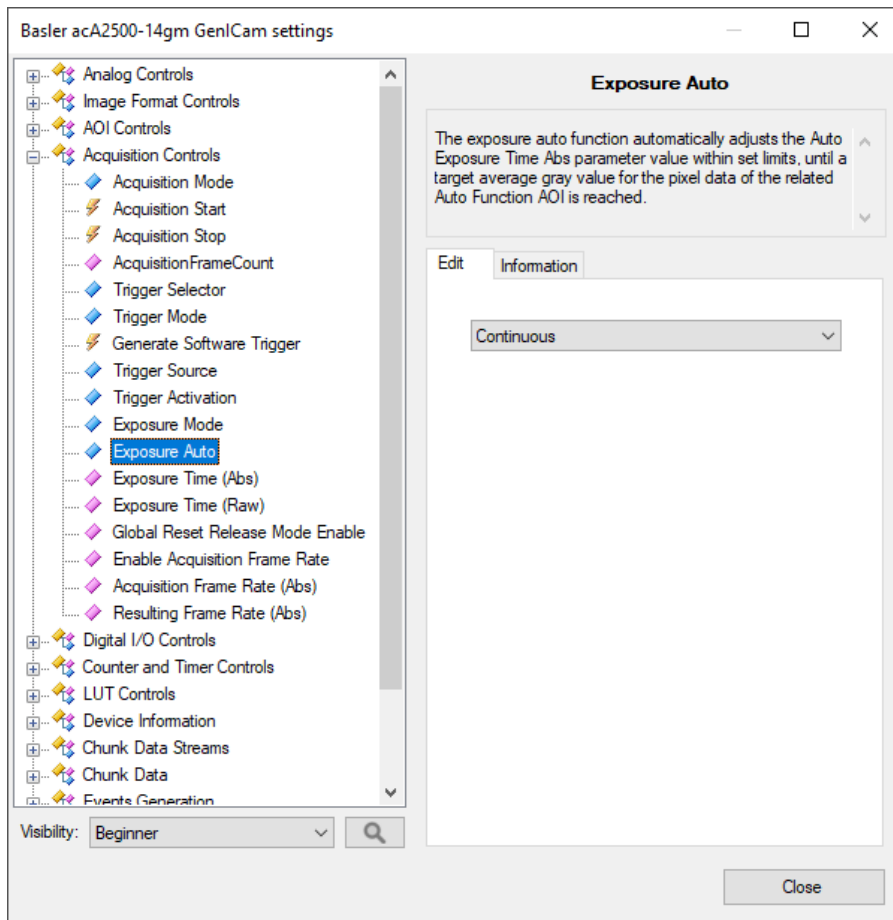 Basler acA2500-14gm GenICam settings
Analog Controls
Image Format Controls
AOI Controls
Acquisition Controls
Acquisition Mode
Acquisition Start
Acquisition Stop
AcquisitionFrameCount
Trigger Selector
Trigger Mode
Generate Software Trigger
Trigger Source
Trigger Activation
Exposure Mode
Exposure Auto
Exposure Time (Abs)
Exposure Time (Raw)
Global Reset Release Mode Enable
Enable Acquisition Frame Rate
Acquisition Frame Rate (Abs)
Resulting Frame Rate (Abs)
Digital I/O Controls
Counter and Timer Controls
LUT Controls
Device Information
Chunk Data Streams
Chunk Data
Events Generation
Visibility: Beginner
Exposure Auto
The exposure auto function automatically adjusts the Auto
Exposure Time Abs parameter value within set limits, until a
target average gray value for the pixel data of the related
Auto Function AOI is reached.
Edit Information
Continuous
Close